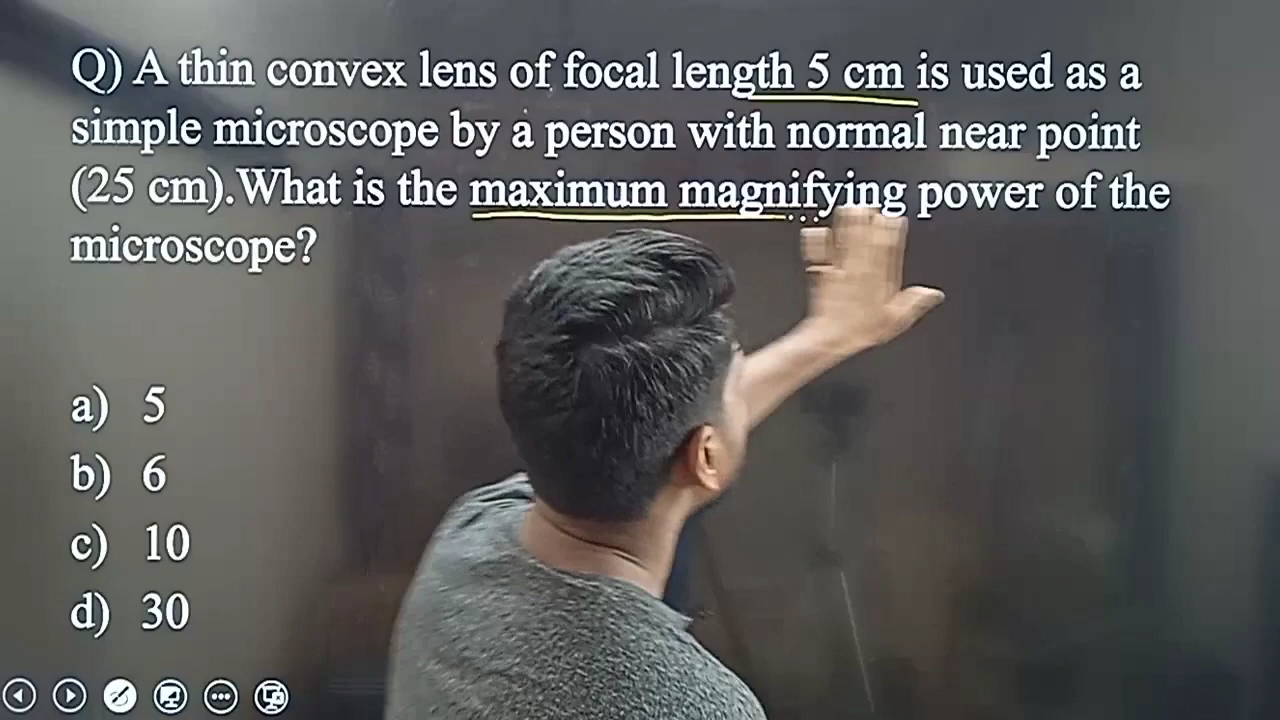 Q) A thin convex lens of focal length 5 cm is used as a
simple microscope by a person with normal near point
(25 cm).What is the maximum magnifying power of the
microscope?
a) 5
b) 6
c) 10
d) 30